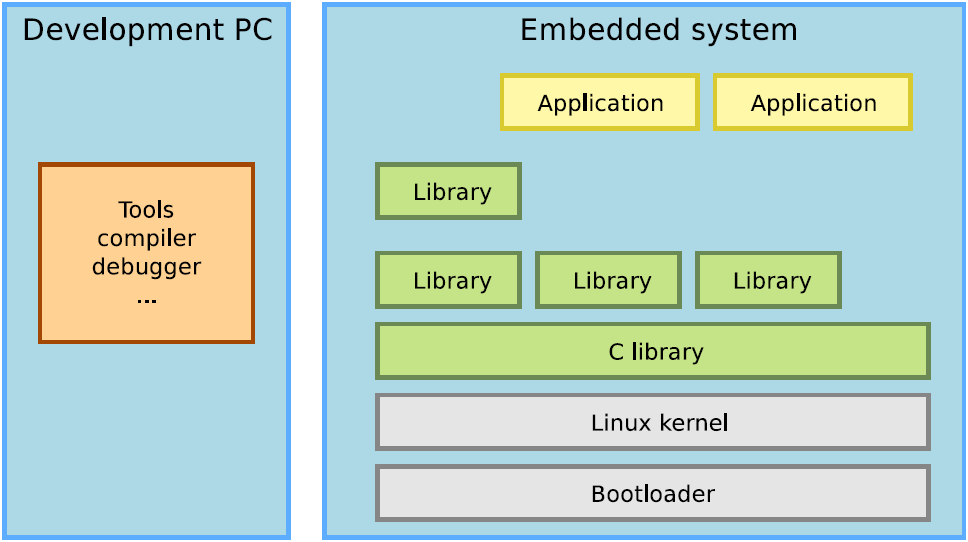 Development PC
Tools
compiler
debugger
...
Embedded system
Application
Application
Library
Library
Library
Library
C library
Linux kernel
Bootloader